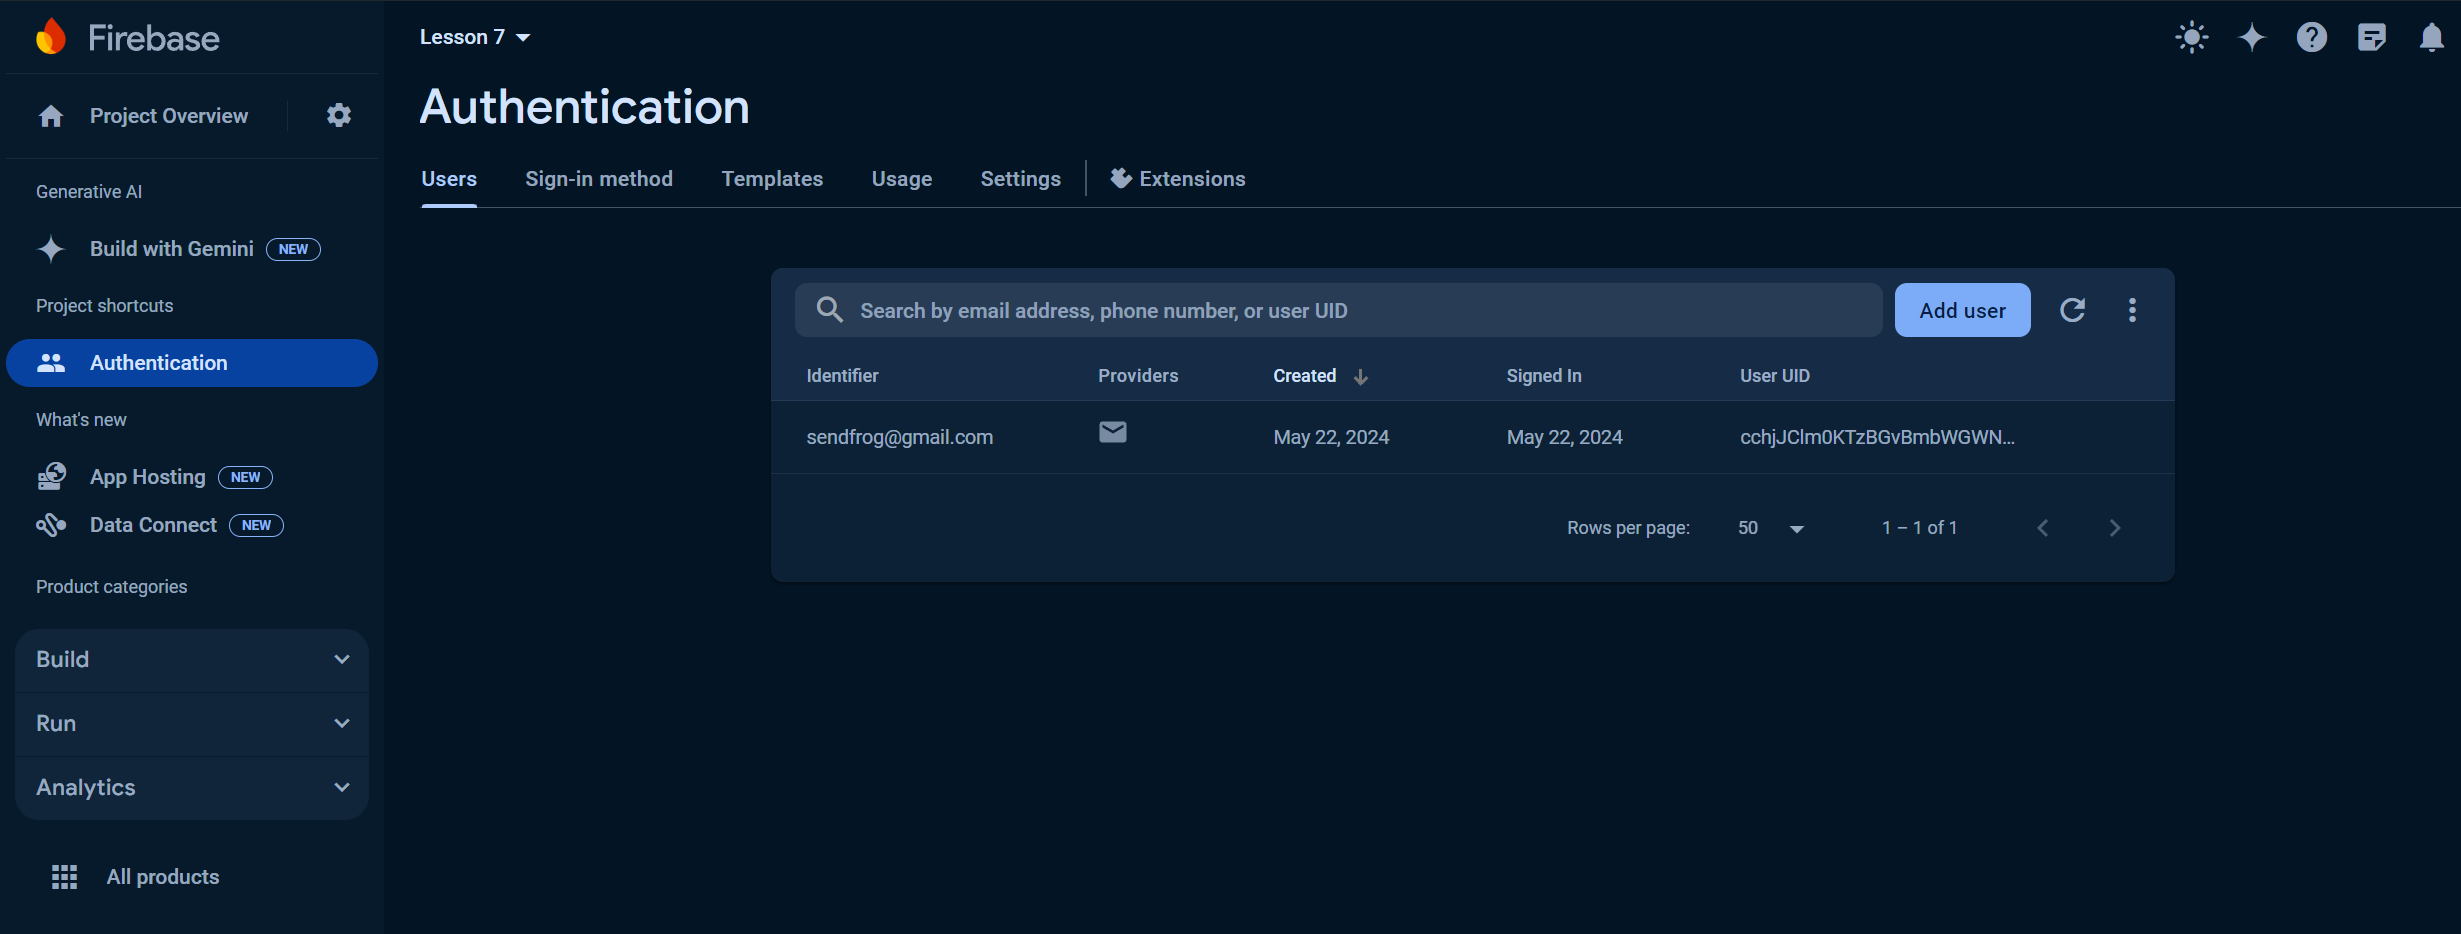 Firebase
Project Overview
Generative AI
Build with Gemini NEW
Project shortcuts
Authentication
What's new
App Hosting NEW
Data Connect NEW
Product categories
Build
Run
Analytics
All products
Lesson 7
Authentication
Users Sign-in method Templates Usage Settings Extensions
Search by email address, phone number, or user UID Add user
Identifier Providers Created Signed In User UID
sendfrog@gmail.com May 22, 2024 May 22, 2024 cchjJClm0KTzBGvBmbWGWN...
Rows per page: 50 1 – 1 of 1